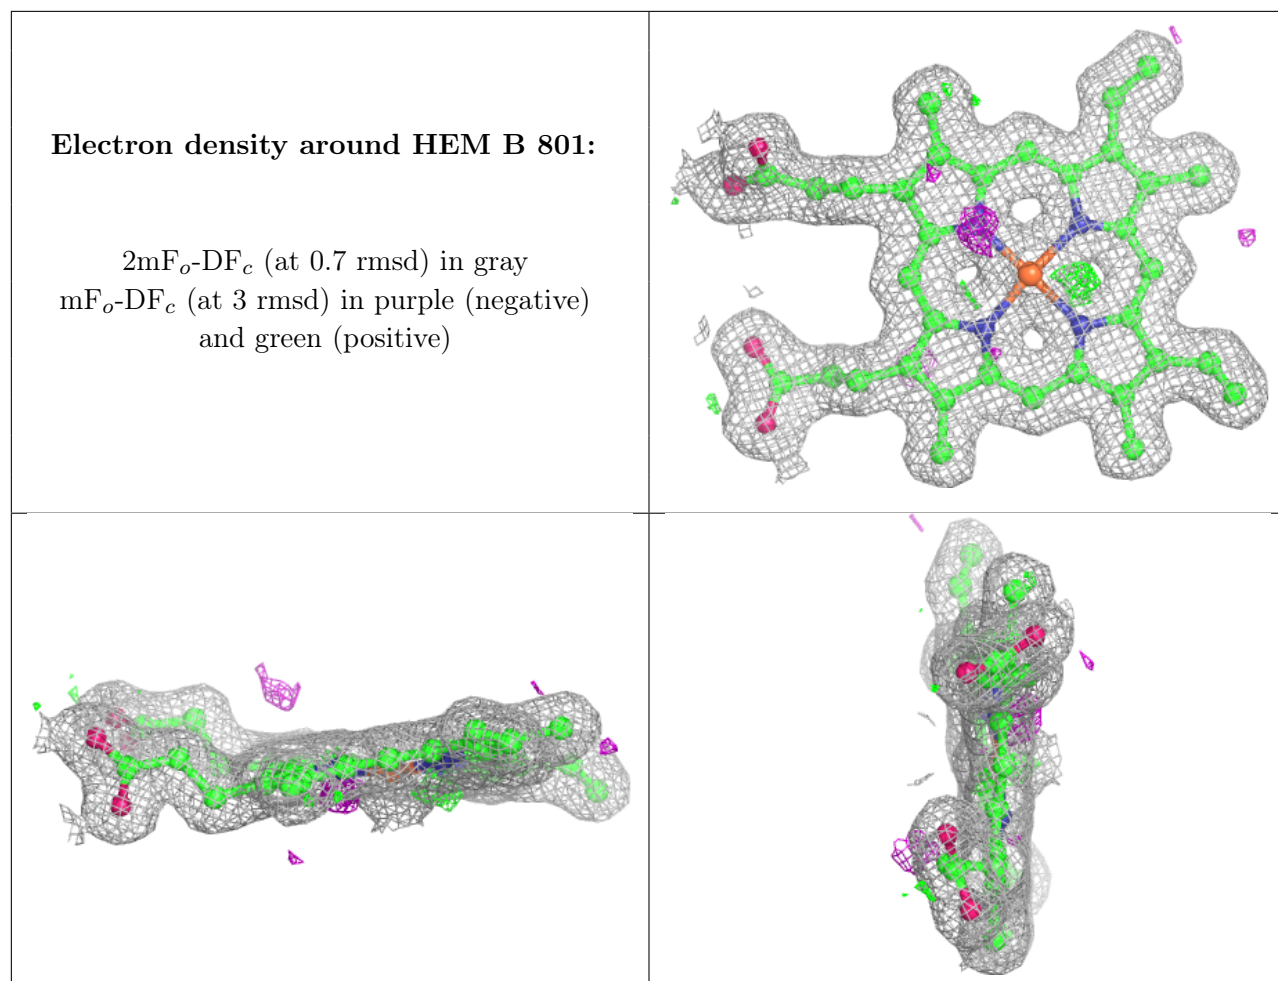 Electron density around HEM B 801:
2mFo-DFc (at 0.7 rmsd) in gray
mFo-DFc (at 3 rmsd) in purple (negative)
and green (positive)